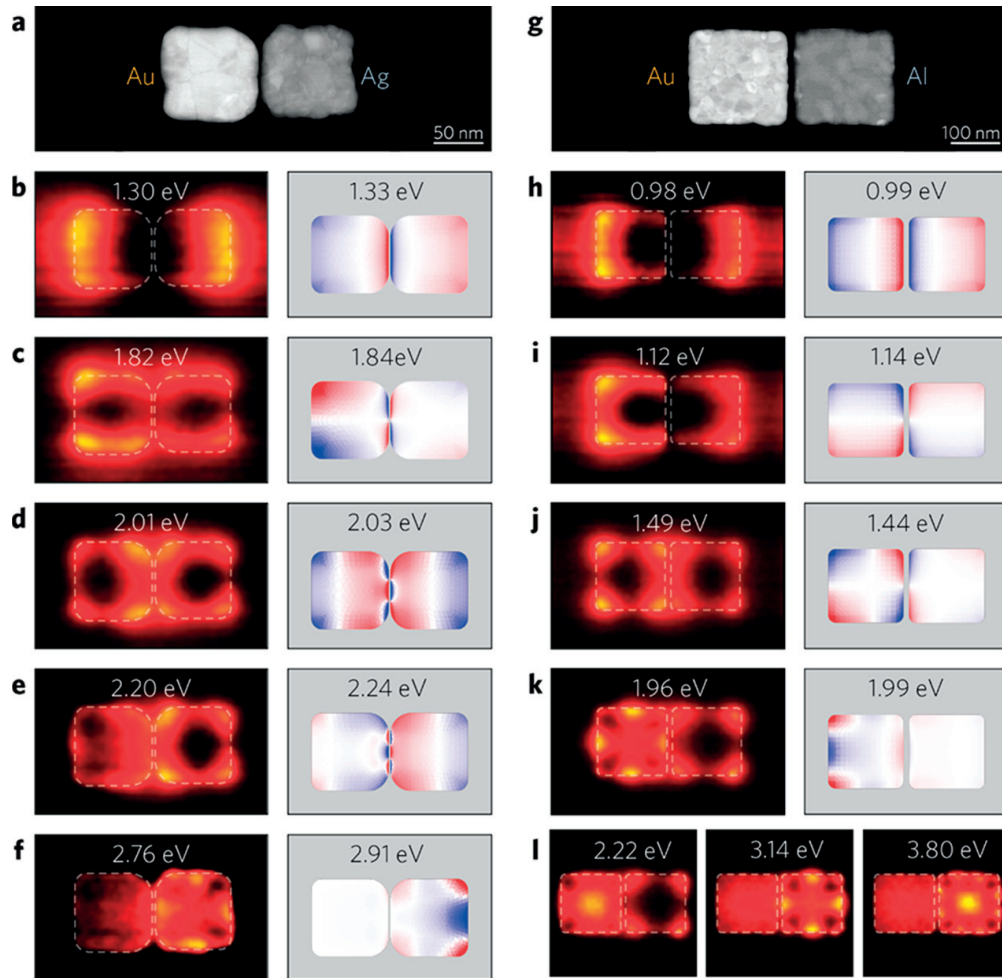 a
Au
Ag
50 nm
b
1.30 eV
1.33 eV
c
1.82 eV
1.84eV
d
2.01 eV
2.03 eV
e
2.20 eV
2.24 eV
f
2.76 eV
2.91 eV
g
Au
Al
100 nm
h
0.98 eV
0.99 eV
i
1.12 eV
1.14 eV
j
1.49 eV
1.44 eV
k
1.96 eV
1.99 eV
l
2.22 eV
3.14 eV
3.80 eV